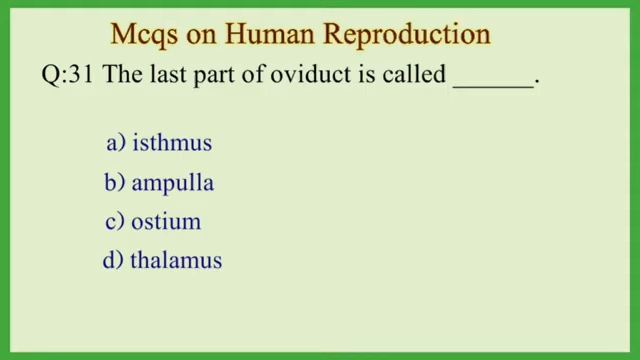 Mcqs on Human Reproduction
Q:31 The last part of oviduct is called ______.
a) isthmus
b) ampulla
c) ostium
d) thalamus